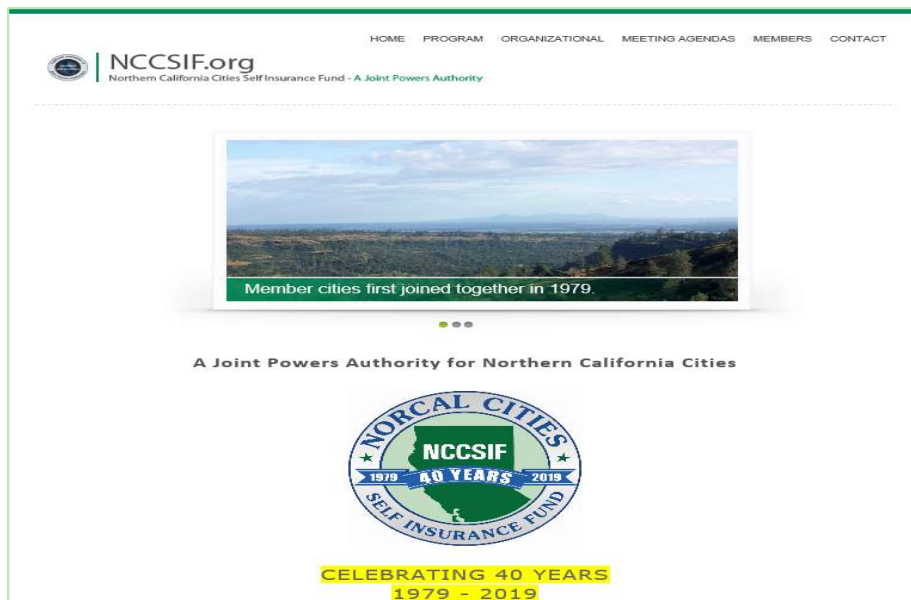 HOME PROGRAM ORGANIZATIONAL MEETING AGENDAS MEMBERS CONTACT
NCCSIF.org
Northern California Cities Self Insurance Fund - A Joint Powers Authority
Member cities first joined together in 1979.
A Joint Powers Authority for Northern California Cities
NORCAL CITIES
NCCSIF
1979 40 YEARS 2019
SELF INSURANCE FUND
CELEBRATING 40 YEARS
1979 - 2019